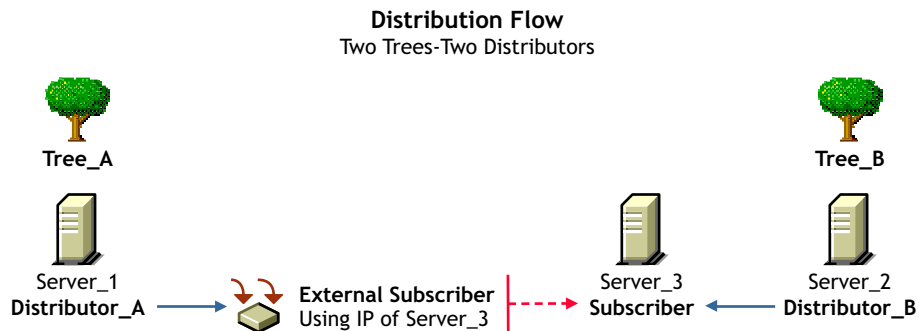 Distribution Flow
Two Trees-Two Distributors
Tree_A
Tree_B
Server_1
Distributor_A
External Subscriber
Using IP of Server_3
Server_3
Subscriber
Server_2
Distributor_B